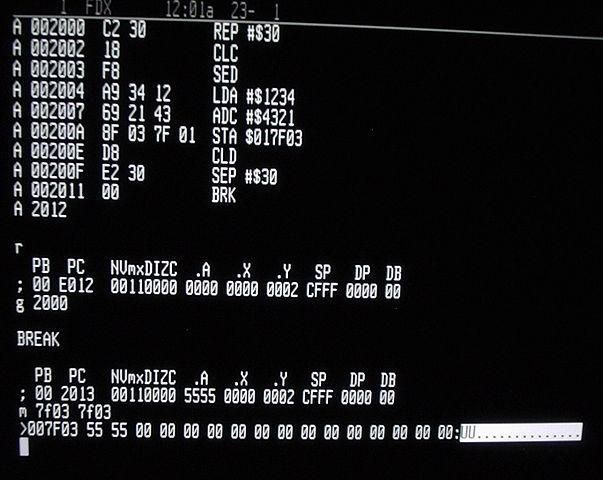 1 FDX 12:01a 23- 1
A 002000 C2 30 REP #$30
A 002002 18 CLC
A 002003 F8 SED
A 002004 A9 34 12 LDA #$1234
A 002007 69 21 43 ADC #$4321
A 00200A 8F 03 7F 01 STA $017F03
A 00200E D8 CLD
A 00200F E2 30 SEP #$30
A 002011 00 BRK
A 2012
r
PB PC NVmxDIZC .A .X .Y SP DP DB
; 00 E012 00110000 0000 0000 0002 CFFF 0000 00
g 2000
BREAK
PB PC NVmxDIZC .A .X .Y SP DP DB
; 00 2013 00110000 5555 0000 0002 CFFF 0000 00
m 7f03 7f03
>007F03 55 55 00 00 00 00 00 00 00 00 00 00 00 00 00 00:UU..............